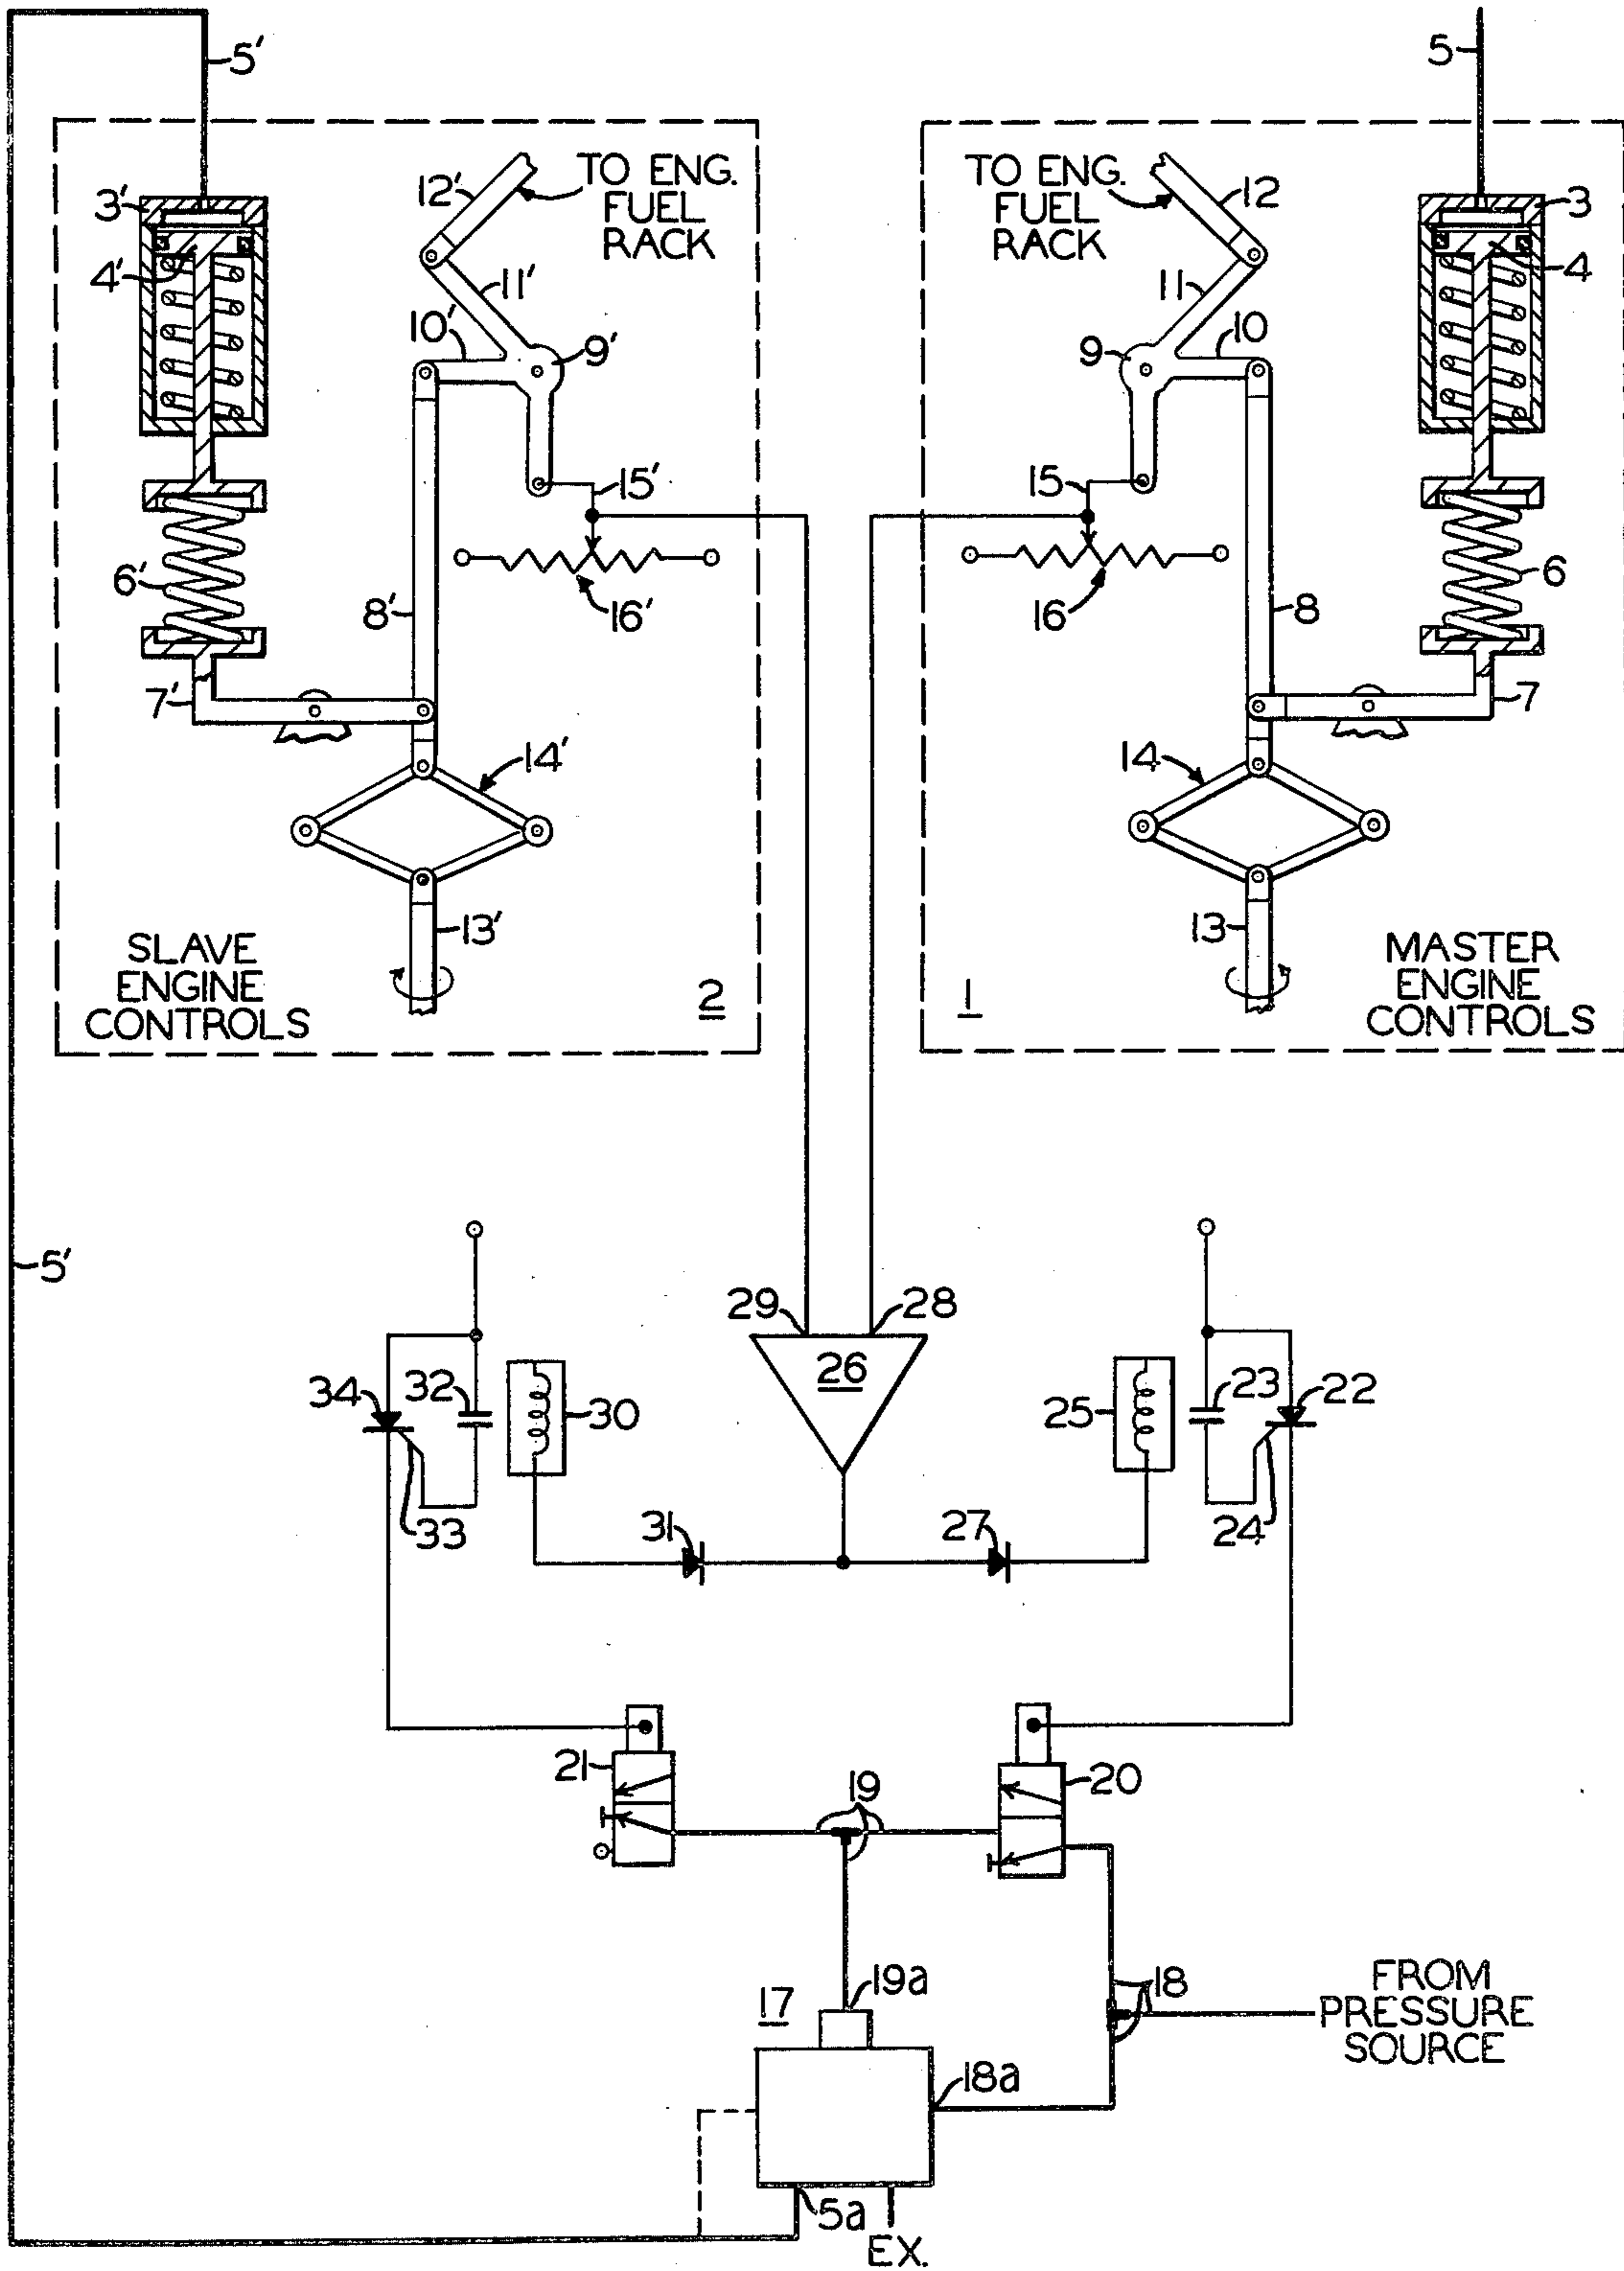 5' 5
3' 12' TO ENG. FUEL RACK TO ENG. FUEL RACK 12 3
4' 11' 11 4
10' 9' 9 10
15' 15
6' 16' 16 6
8' 8
7' 7
14' 14
13' 13
SLAVE
ENGINE
CONTROLS
2
1
MASTER
ENGINE
CONTROLS
5'
29 28
26
34 32 30 25 23 22
33 31 27 24
21 19 20
17 19a 18
FROM
PRESSURE
SOURCE
18a
5a
EX.